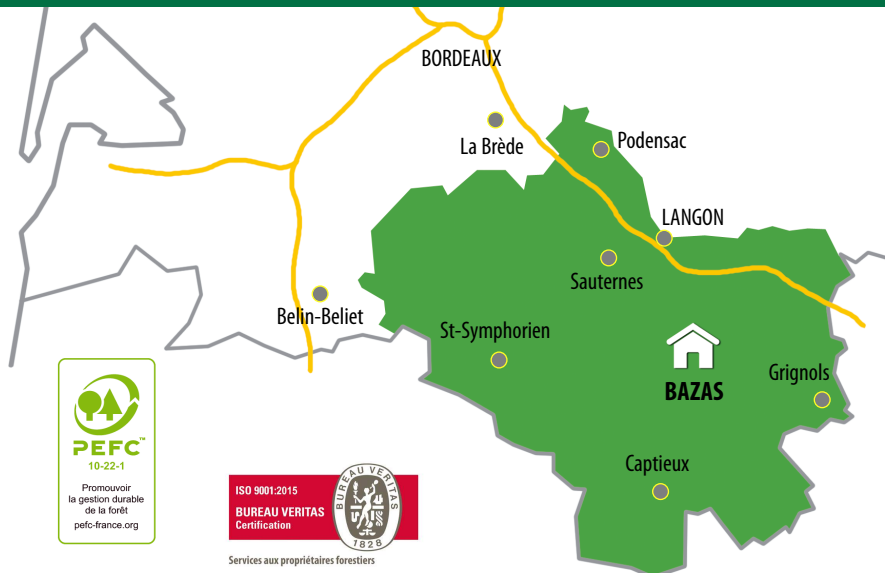 BORDEAUX
La Brède
Podensac
LANGON
Sauternes
Belin-Beliet
St-Symphorien
BAZAS
Grignols
Captieux
PEFC™
10-22-1
Promouvoir
la gestion durable
de la forêt
pefc-france.org
ISO 9001:2015
BUREAU VERITAS
Certification
BUREAU VERITAS
1828
Services aux propriétaires forestiers